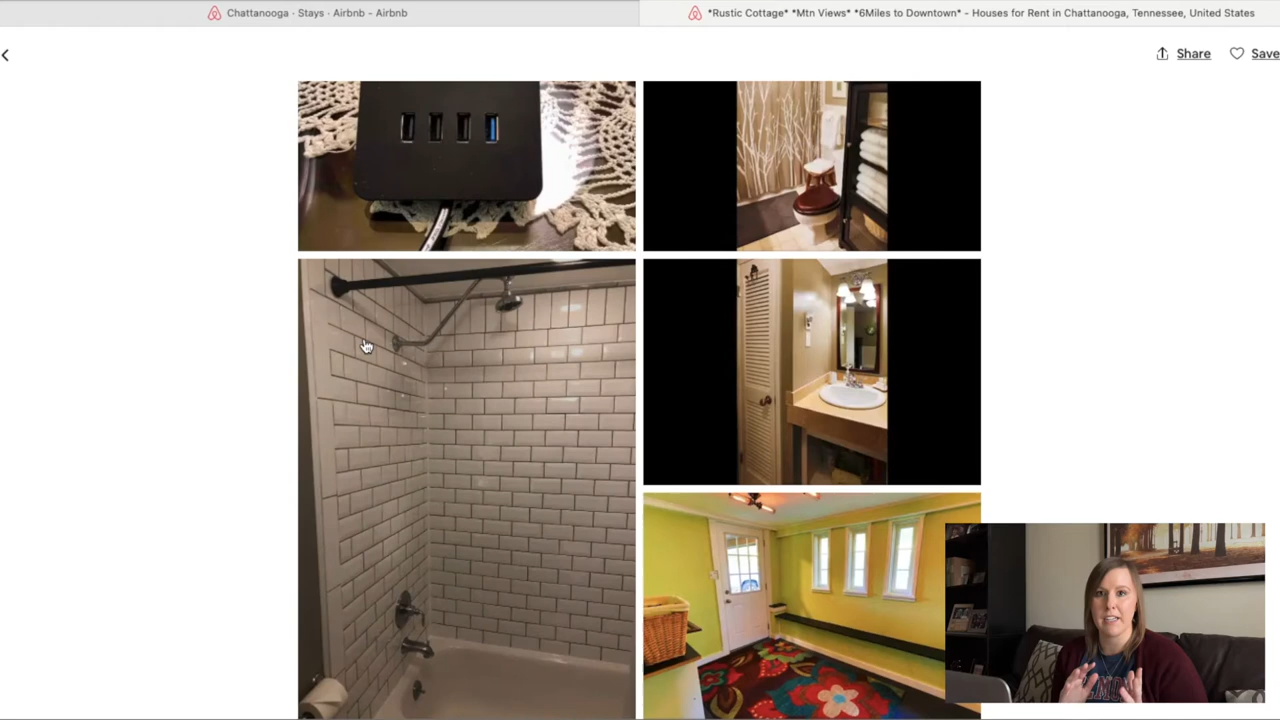 Chattanooga · Stays · Airbnb - Airbnb
*Rustic Cottage* *Mtn Views* *6Miles to Downtown* - Houses for Rent in Chattanooga, Tennessee, United States
Share
Save